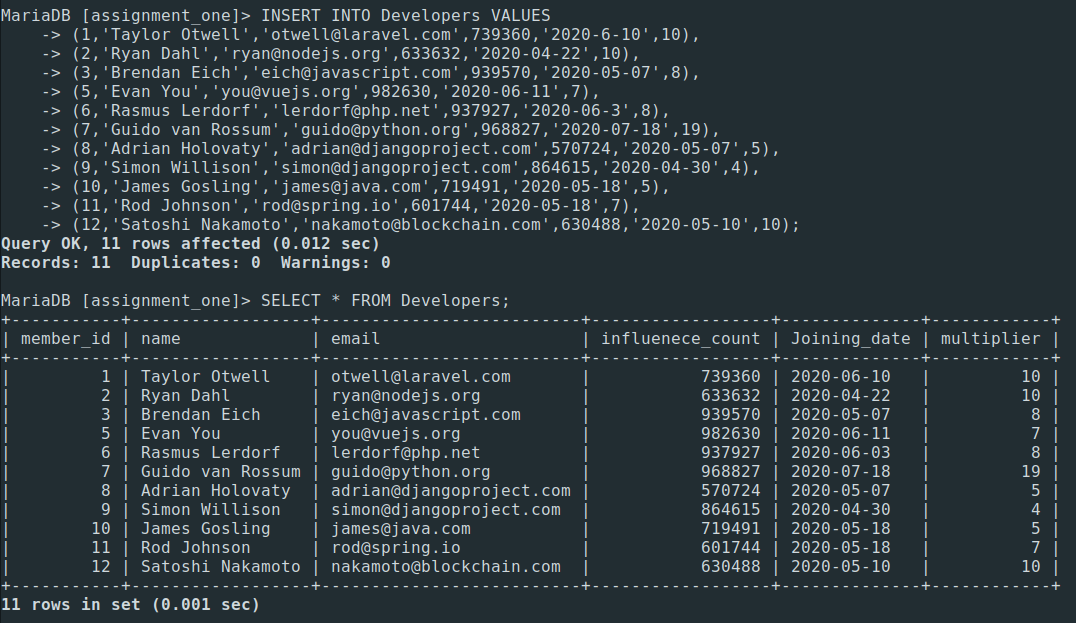 MariaDB [assignment_one]> INSERT INTO Developers VALUES
    -> (1,'Taylor Otwell','otwell@laravel.com',739360,'2020-6-10',10),
    -> (2,'Ryan Dahl','ryan@nodejs.org',633632,'2020-04-22',10),
    -> (3,'Brendan Eich','eich@javascript.com',939570,'2020-05-07',8),
    -> (5,'Evan You','you@vuejs.org',982630,'2020-06-11',7),
    -> (6,'Rasmus Lerdorf','lerdorf@php.net',937927,'2020-06-3',8),
    -> (7,'Guido van Rossum','guido@python.org',968827,'2020-07-18',19),
    -> (8,'Adrian Holovaty','adrian@djangoproject.com',570724,'2020-05-07',5),
    -> (9,'Simon Willison','simon@djangoproject.com',864615,'2020-04-30',4),
    -> (10,'James Gosling','james@java.com',719491,'2020-05-18',5),
    -> (11,'Rod Johnson','rod@spring.io',601744,'2020-05-18',7),
    -> (12,'Satoshi Nakamoto','nakamoto@blockchain.com',630488,'2020-05-10',10);
Query OK, 11 rows affected (0.012 sec)
Records: 11  Duplicates: 0  Warnings: 0

MariaDB [assignment_one]> SELECT * FROM Developers;
+-----------+------------------+--------------------------+------------------+--------------+------------+
| member_id | name             | email                    | influenece_count | Joining_date | multiplier |
+-----------+------------------+--------------------------+------------------+--------------+------------+
|         1 | Taylor Otwell    | otwell@laravel.com       |           739360 | 2020-06-10   |         10 |
|         2 | Ryan Dahl        | ryan@nodejs.org          |           633632 | 2020-04-22   |         10 |
|         3 | Brendan Eich     | eich@javascript.com      |           939570 | 2020-05-07   |          8 |
|         5 | Evan You         | you@vuejs.org            |           982630 | 2020-06-11   |          7 |
|         6 | Rasmus Lerdorf   | lerdorf@php.net          |           937927 | 2020-06-03   |          8 |
|         7 | Guido van Rossum | guido@python.org         |           968827 | 2020-07-18   |         19 |
|         8 | Adrian Holovaty  | adrian@djangoproject.com |           570724 | 2020-05-07   |          5 |
|         9 | Simon Willison   | simon@djangoproject.com  |           864615 | 2020-04-30   |          4 |
|        10 | James Gosling    | james@java.com           |           719491 | 2020-05-18   |          5 |
|        11 | Rod Johnson      | rod@spring.io            |           601744 | 2020-05-18   |          7 |
|        12 | Satoshi Nakamoto | nakamoto@blockchain.com  |           630488 | 2020-05-10   |         10 |
+-----------+------------------+--------------------------+------------------+--------------+------------+
11 rows in set (0.001 sec)